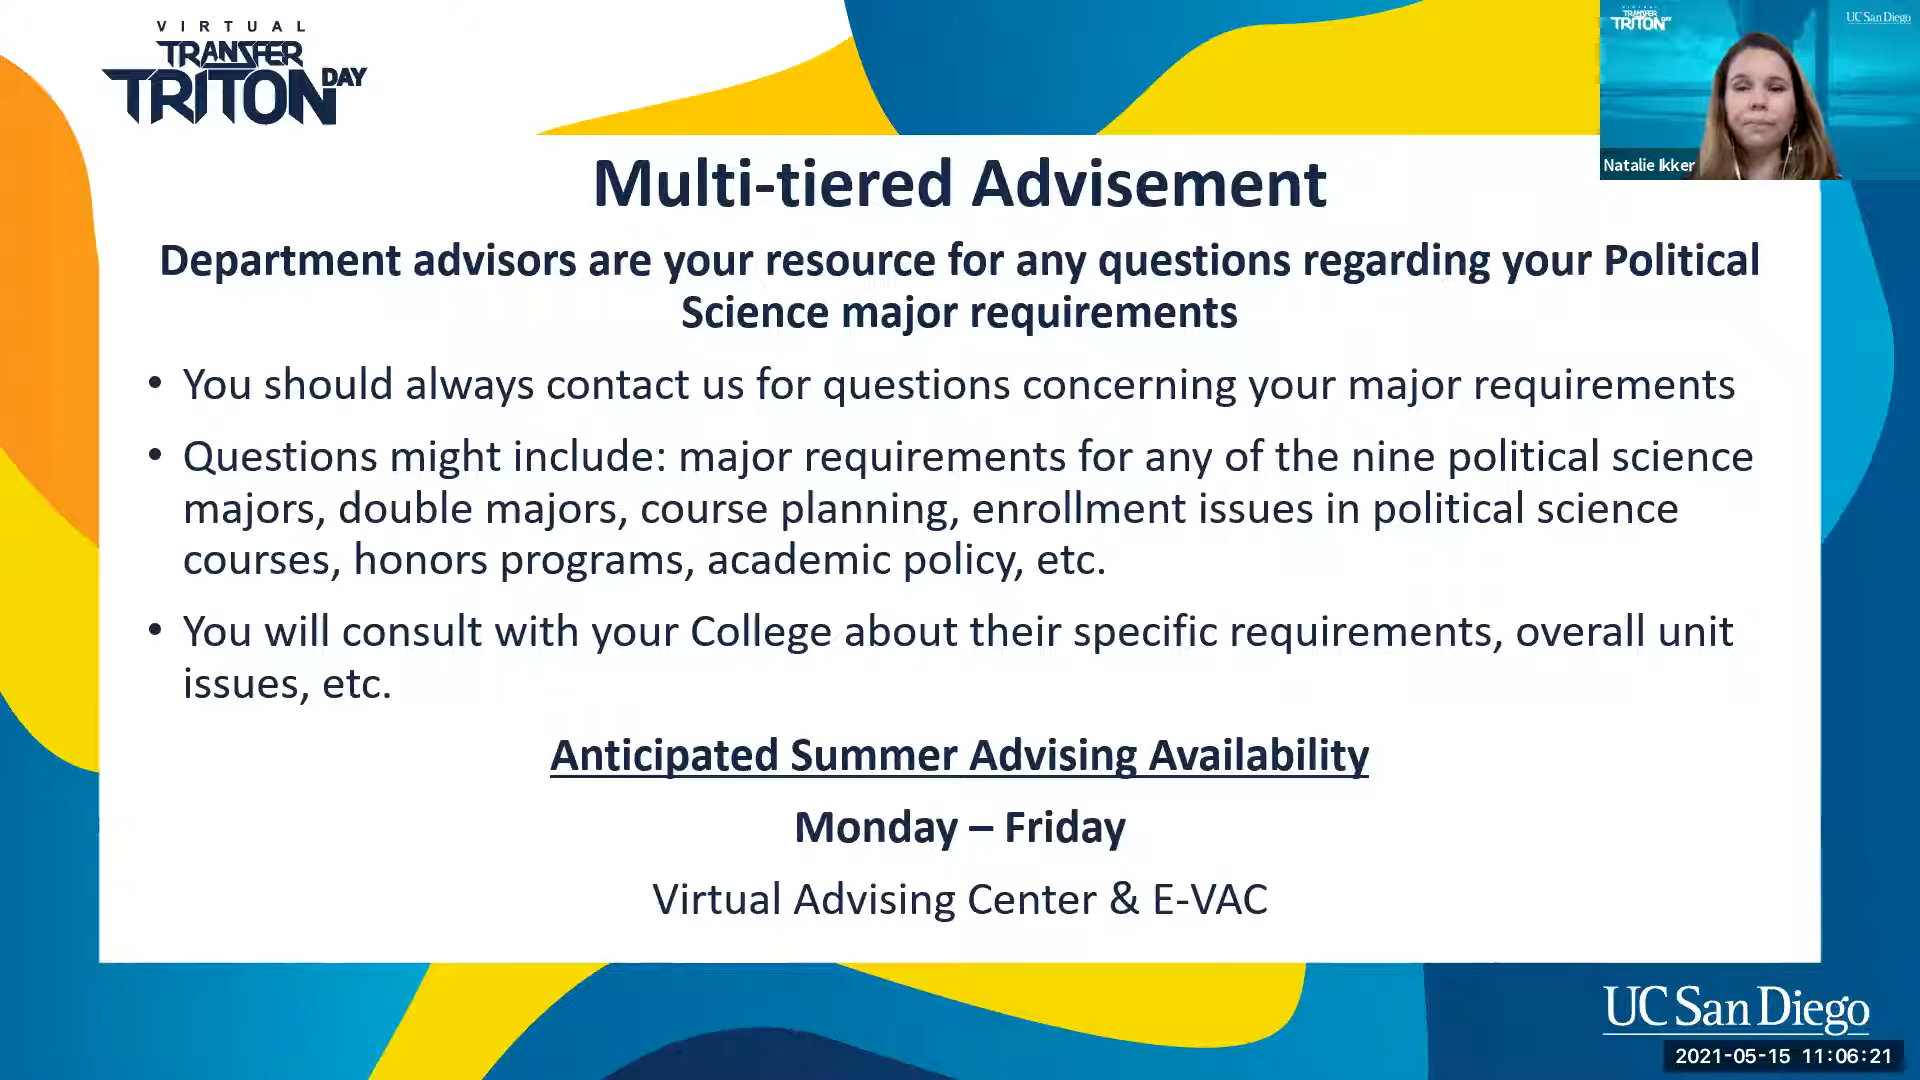 VIRTUAL
TRANSFER
TRITON DAY
VIRTUAL
TRANSFER
TRITON DAY
UC San Diego
Natalie Ikker
Multi-tiered Advisement
Department advisors are your resource for any questions regarding your Political
Science major requirements
• You should always contact us for questions concerning your major requirements
• Questions might include: major requirements for any of the nine political science
majors, double majors, course planning, enrollment issues in political science
courses, honors programs, academic policy, etc.
• You will consult with your College about their specific requirements, overall unit
issues, etc.
Anticipated Summer Advising Availability
Monday – Friday
Virtual Advising Center & E-VAC
UC San Diego
2021-05-15 11:06:21